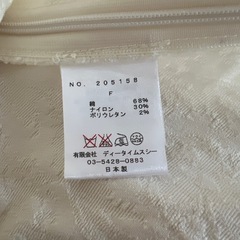 NO. 205158
F
綿 68%
ナイロン 30%
ポリウレタン 2%
有限会社 ディータイムスシー
03-5428-0883
日本製